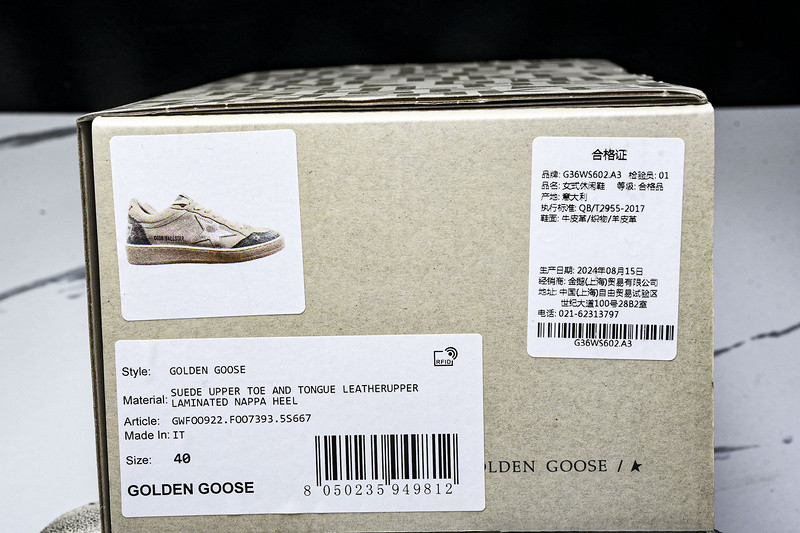 合格证
品牌: G36WS602.A3 检验员: 01
品名: 女式休闲鞋 等级: 合格品
产地: 意大利
执行标准: QB/T2955-2017
鞋面: 牛皮革/织物/羊皮革
生产日期: 2024年08月15日
经销商: 金鎚(上海)贸易有限公司
地址: 中国(上海)自由贸易试验区
世纪大道100号28B2室
电话: 021-62313797
G36WS602.A3
RFID
Style: GOLDEN GOOSE
Material: SUEDE UPPER TOE AND TONGUE LEATHERUPPER
LAMINATED NAPPA HEEL
Article: GWF00922.F007393.5S667
Made In: IT
Size: 40
GOLDEN GOOSE
8 050235 949812
OLDEN GOOSE / ★